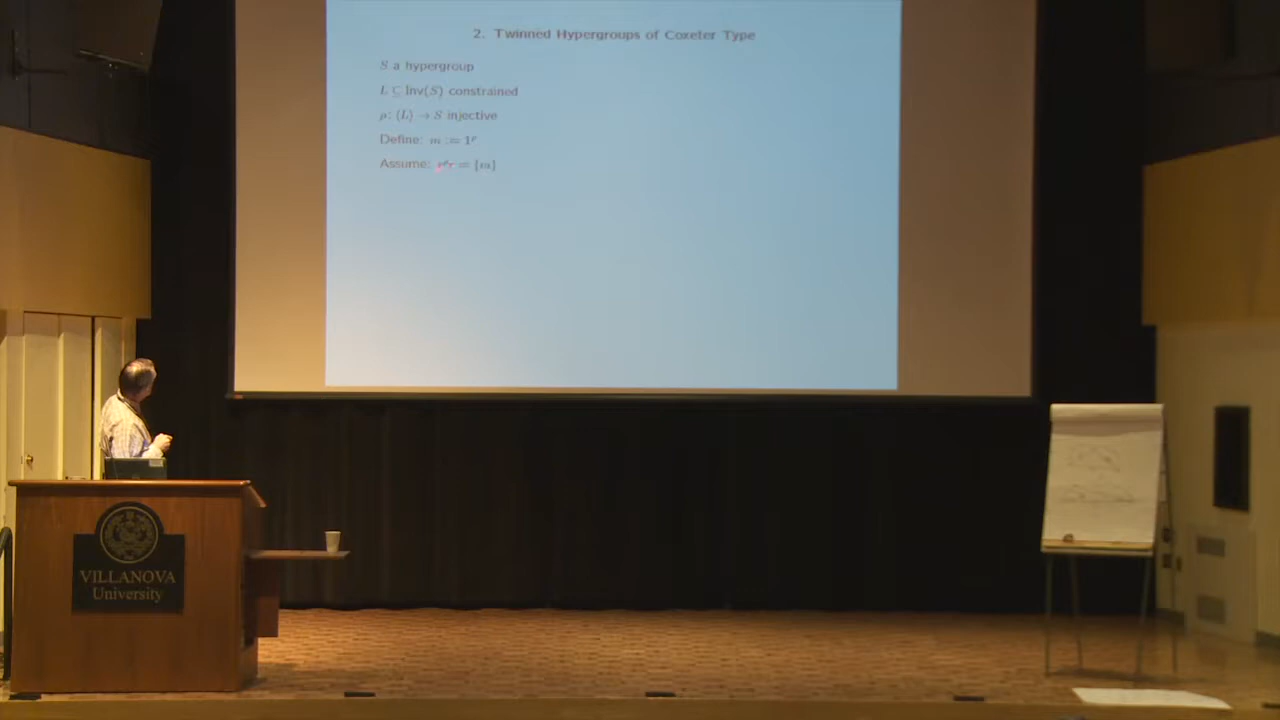 2. Twinned Hypergroups of Coxeter Type
S a hypergroup
L ⊆ Inv(S) constrained
ρ: ⟨L⟩ → S injective
Define: m := 1^ρ
Assume: = {m}
VILLANOVA
University